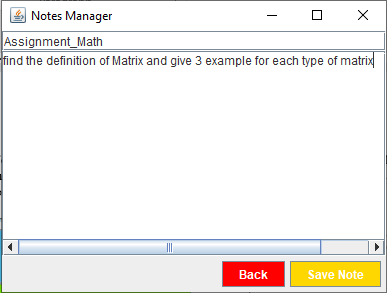 Notes Manager
Assignment_Math
find the definition of Matrix and give 3 example for each type of matrix
Back
Save Note